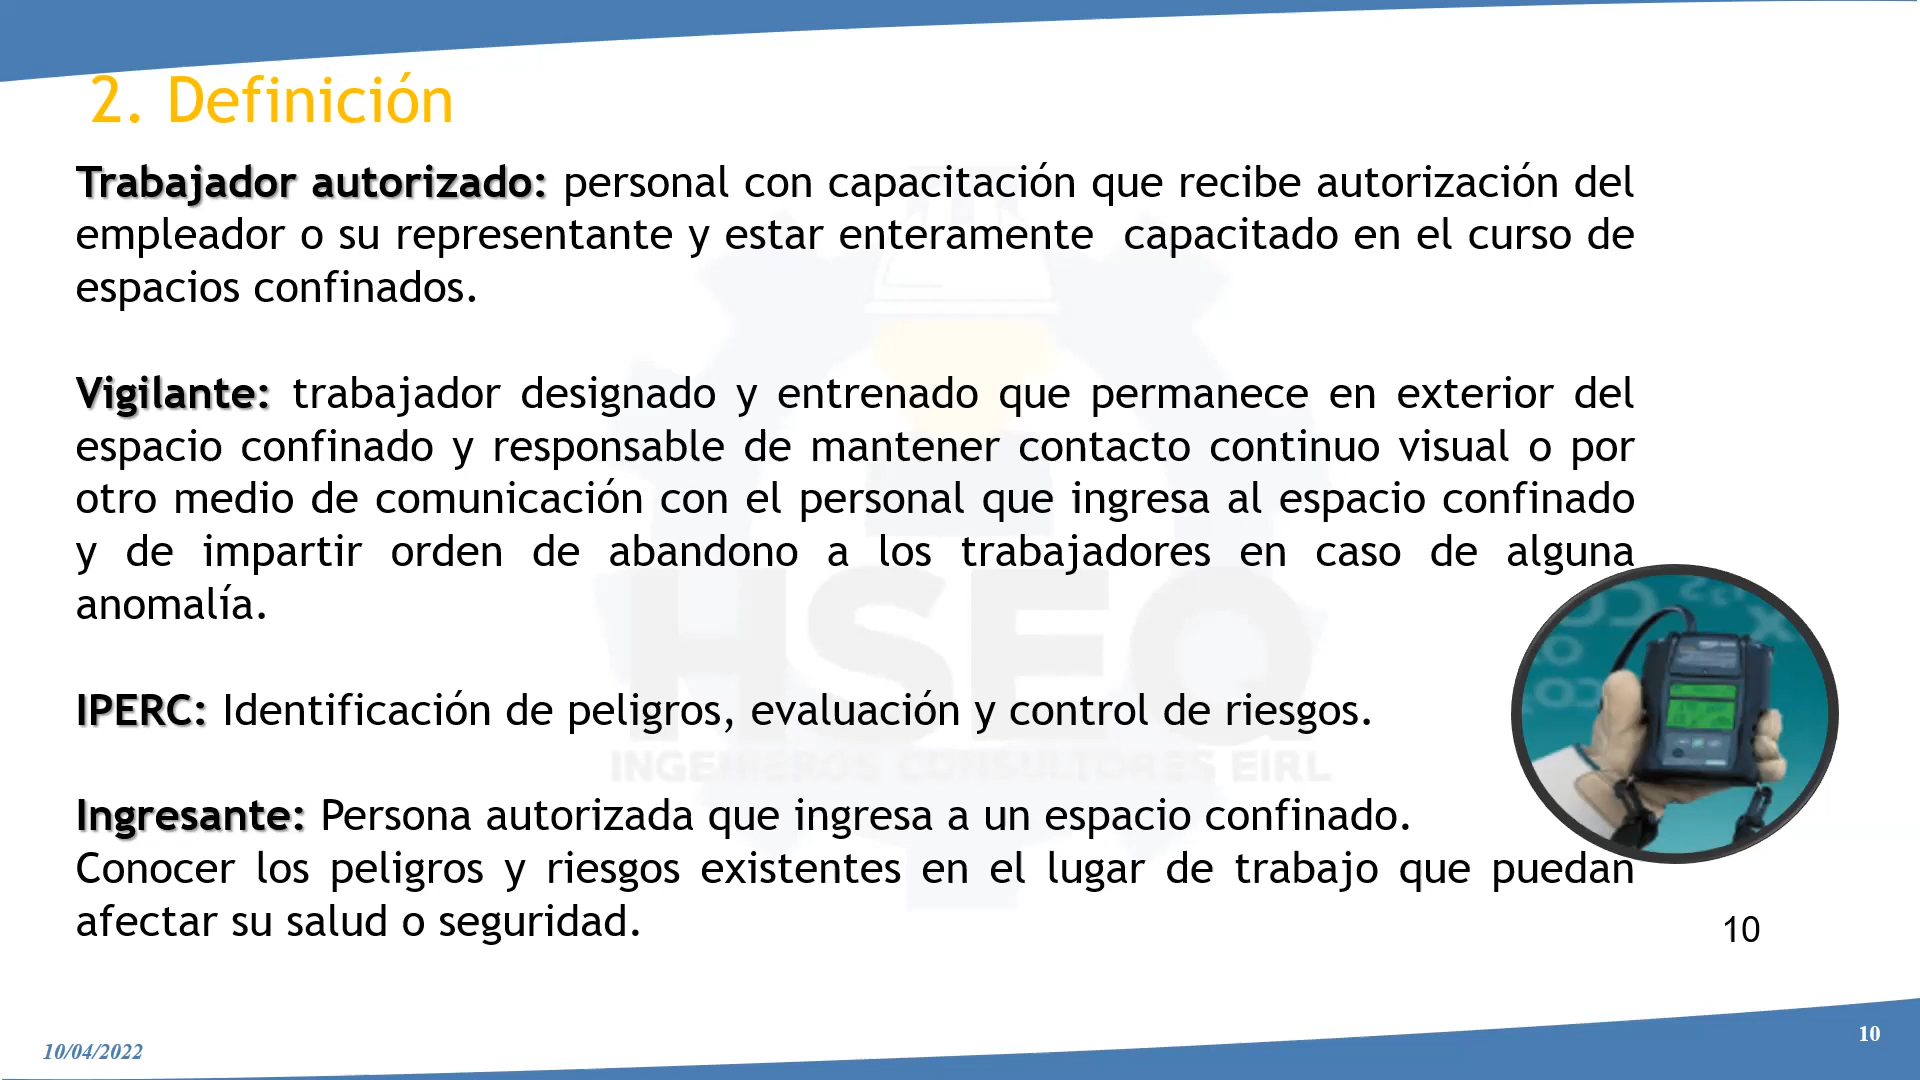 2. Definición
Trabajador autorizado: personal con capacitación que recibe autorización del
empleador o su representante y estar enteramente capacitado en el curso de
espacios confinados.
Vigilante: trabajador designado y entrenado que permanece en exterior del
espacio confinado y responsable de mantener contacto continuo visual o por
otro medio de comunicación con el personal que ingresa al espacio confinado
y de impartir orden de abandono a los trabajadores en caso de alguna
anomalía.
IPERC: Identificación de peligros, evaluación y control de riesgos.
Ingresante: Persona autorizada que ingresa a un espacio confinado.
Conocer los peligros y riesgos existentes en el lugar de trabajo que puedan
afectar su salud o seguridad.
HSEQ
INGENIEROS CONSULTORES EIRL
10
10/04/2022
10